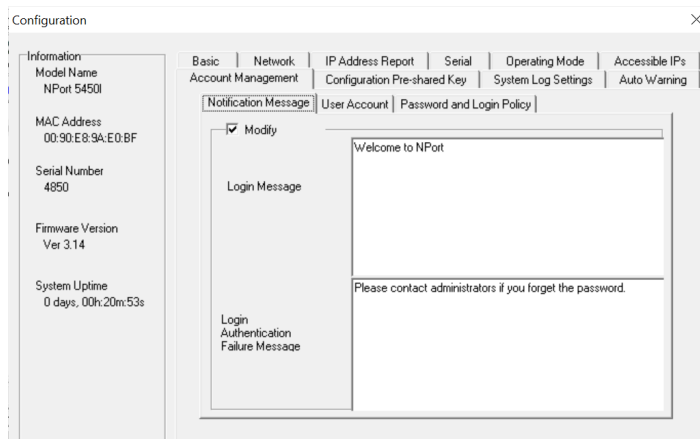 Configuration
Information
Model Name
NPort 5450I
MAC Address
00:90:E8:9A:E0:BF
Serial Number
4850
Firmware Version
Ver 3.14
System Uptime
0 days, 00h:20m:53s
Basic
Network
IP Address Report
Serial
Operating Mode
Accessible IPs
Account Management
Configuration Pre-shared Key
System Log Settings
Auto Warning
Notification Message
User Account
Password and Login Policy
Modify
Login Message
Welcome to NPort
Login
Authentication
Failure Message
Please contact administrators if you forget the password.